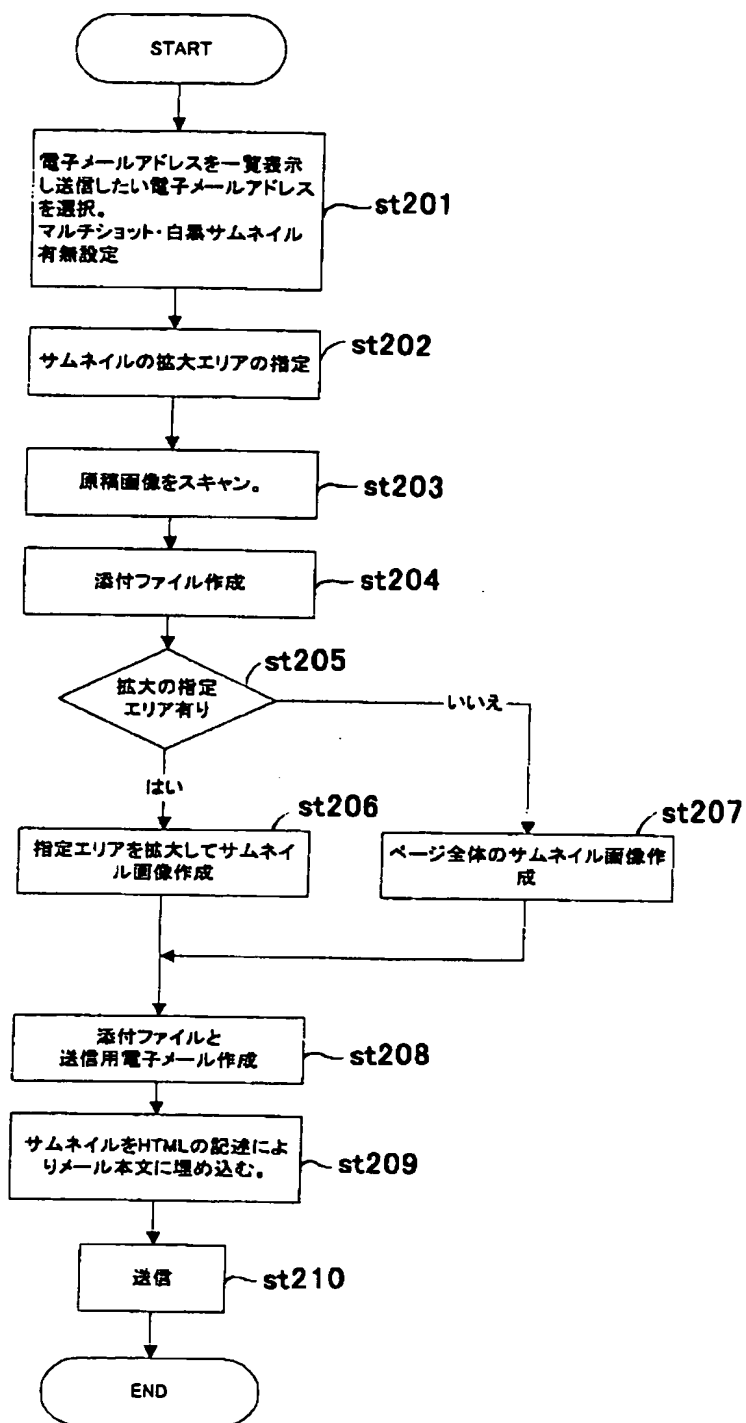 START
電子メールアドレスを一覧表示
し送信したい電子メールアドレス
を選択。
マルチショット・白黒サムネイル
有無設定
st201
サムネイルの拡大エリアの指定
st202
原稿画像をスキャン。
st203
添付ファイル作成
st204
拡大の指定
エリア有り
st205
いいえ
はい
指定エリアを拡大してサムネイ
ル画像作成
st206
ページ全体のサムネイル画像作
成
st207
添付ファイルと
送信用電子メール作成
st208
サムネイルをHTMLの記述によ
りメール本文に埋め込む。
st209
送信
st210
END